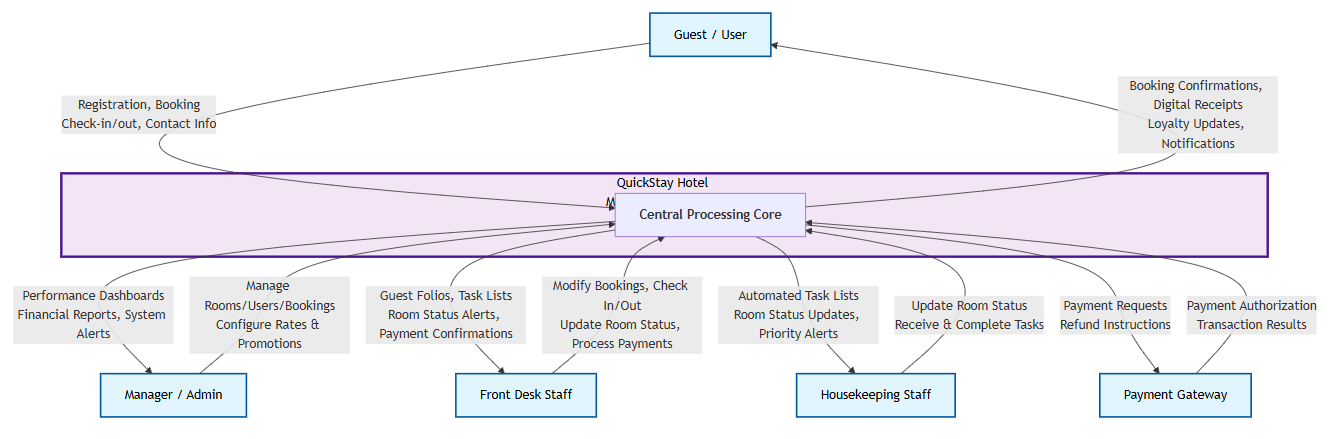 Guest / User
Registration, Booking
Check-in/out, Contact Info
Booking Confirmations,
Digital Receipts
Loyalty Updates,
Notifications
QuickStay Hotel
Central Processing Core
Performance Dashboards
Financial Reports, System
Alerts
Manage
Rooms/Users/Bookings
Configure Rates &
Promotions
Guest Folios, Task Lists
Room Status Alerts,
Payment Confirmations
Modify Bookings, Check
In/Out
Update Room Status,
Process Payments
Automated Task Lists
Room Status Updates,
Priority Alerts
Update Room Status
Receive & Complete Tasks
Payment Requests
Refund Instructions
Payment Authorization
Transaction Results
Manager / Admin
Front Desk Staff
Housekeeping Staff
Payment Gateway